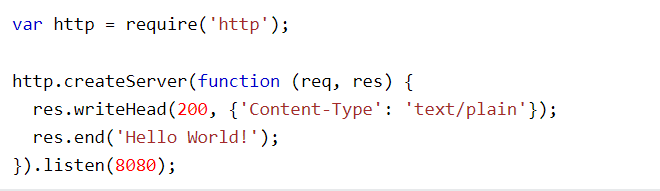 var http = require('http');

http.createServer(function (req, res) {
  res.writeHead(200, {'Content-Type': 'text/plain'});
  res.end('Hello World!');
}).listen(8080);